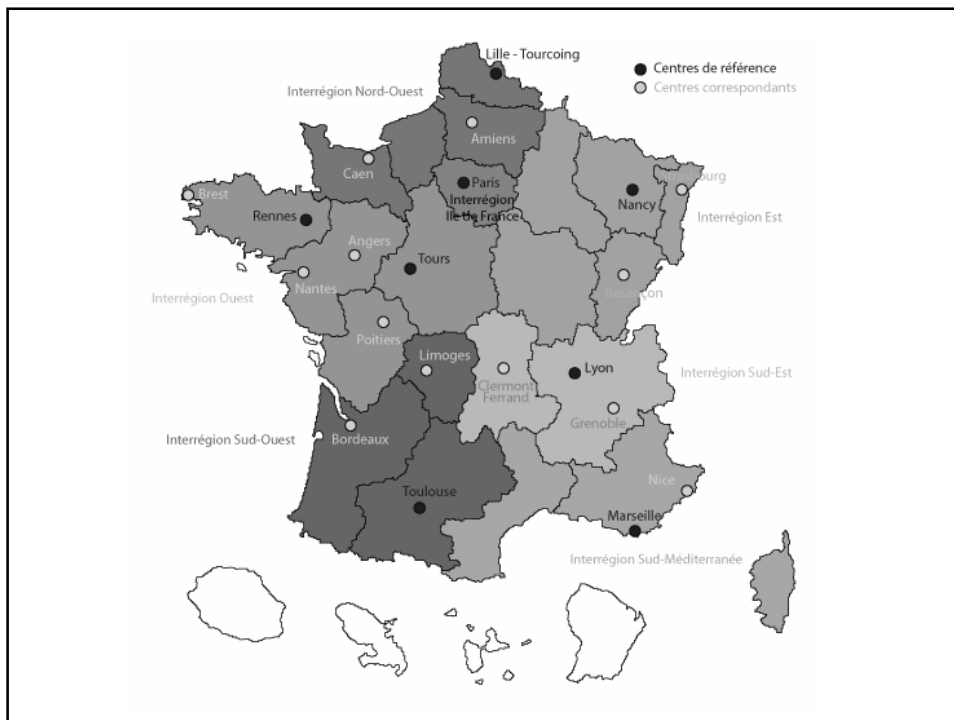 Lille - Tourcoing
Centres de référence
Centres correspondants
Interrégion Nord-Ouest
Amiens
Caen
Paris
Interrégion
Ile de France
Nancy
Brest
Rennes
Interrégion Est
Angers
Tours
Nantes
Besançon
Interrégion Ouest
Poitiers
Limoges
Clermont
Ferrand
Lyon
Interrégion Sud-Est
Grenoble
Interrégion Sud-Ouest
Bordeaux
Nice
Toulouse
Marseille
Interrégion Sud-Méditerranée